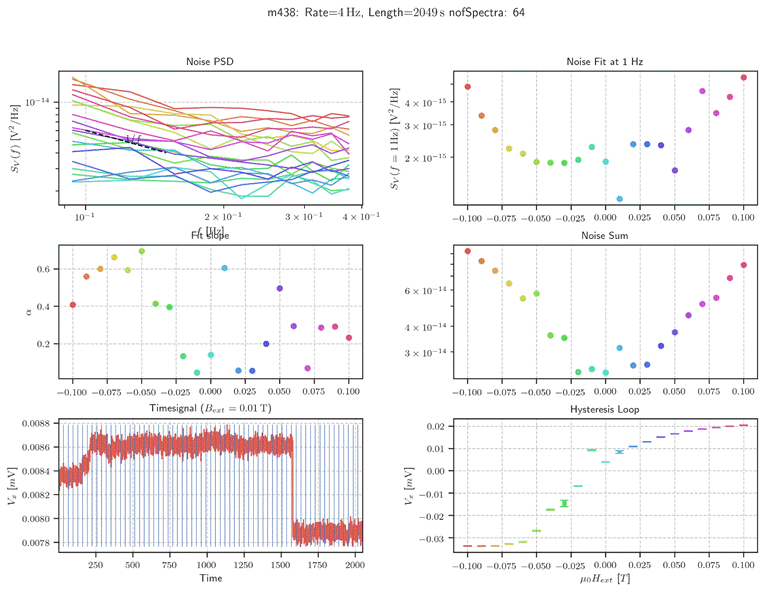 m438: Rate=4 Hz, Length=2049 s nofSpectra: 64
Noise PSD
S_V(f) [V²/Hz]
10⁻¹⁴
10⁻¹ 2 × 10⁻¹ 3 × 10⁻¹ 4 × 10⁻¹
f [Hz]
1/f
Noise Fit at 1 Hz
S_V(f = 1 Hz) [V²/Hz]
4 × 10⁻¹⁵
3 × 10⁻¹⁵
2 × 10⁻¹⁵
−0.100 −0.075 −0.050 −0.025 0.000 0.025 0.050 0.075 0.100
Fit slope
α
0.6
0.4
0.2
−0.100 −0.075 −0.050 −0.025 0.000 0.025 0.050 0.075 0.100
Noise Sum
6 × 10⁻¹⁴
4 × 10⁻¹⁴
3 × 10⁻¹⁴
−0.100 −0.075 −0.050 −0.025 0.000 0.025 0.050 0.075 0.100
Timesignal (B_ext = 0.01 T)
V_x [mV]
0.0088
0.0086
0.0084
0.0082
0.0080
0.0078
250 500 750 1000 1250 1500 1750 2000
Time
Hysteresis Loop
V_x [mV]
0.02
0.01
0.00
−0.01
−0.02
−0.03
−0.100 −0.075 −0.050 −0.025 0.000 0.025 0.050 0.075 0.100
μ₀H_ext [T]